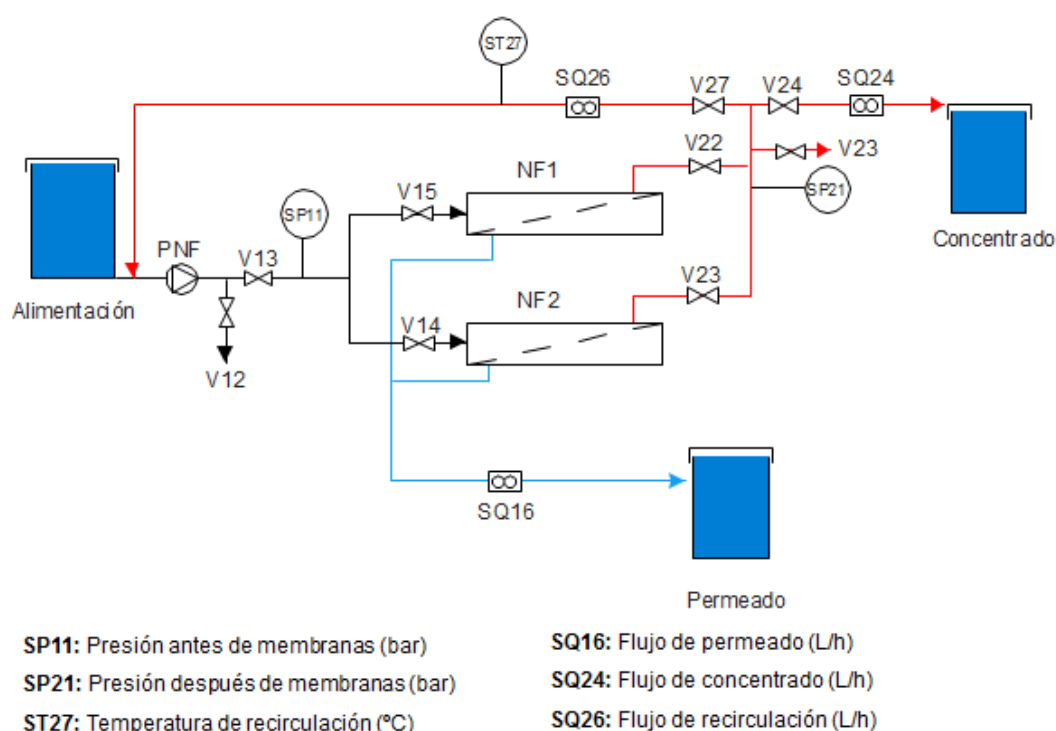 ST27
SQ26
V27
V24
SQ24
V22
V23
NF1
V15
SP11
SP21
Concentrado
PNF
V13
V23
NF2
Alimentación
V14
V12
SQ16
Permeado
SP11: Presión antes de membranas (bar)
SQ16: Flujo de permeado (L/h)
SP21: Presión después de membranas (bar)
SQ24: Flujo de concentrado (L/h)
ST27: Temperatura de recirculación (ºC)
SQ26: Flujo de recirculación (L/h)